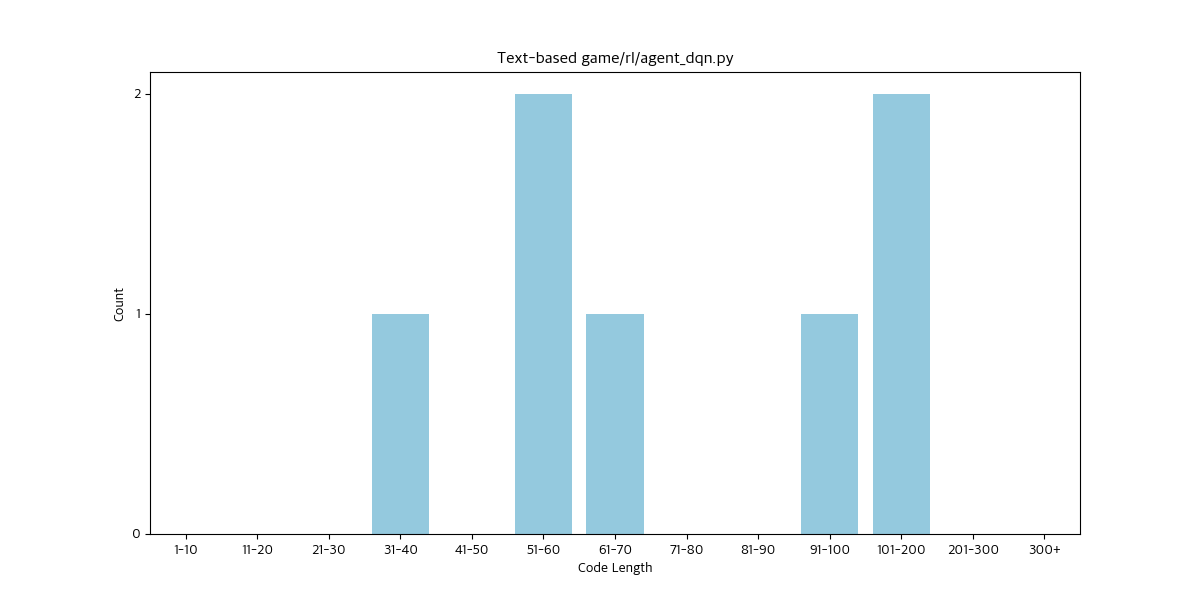 Text-based game/rl/agent_dqn.py
2
1
0
Count
1-10 11-20 21-30 31-40 41-50 51-60 61-70 71-80 81-90 91-100 101-200 201-300 300+
Code Length